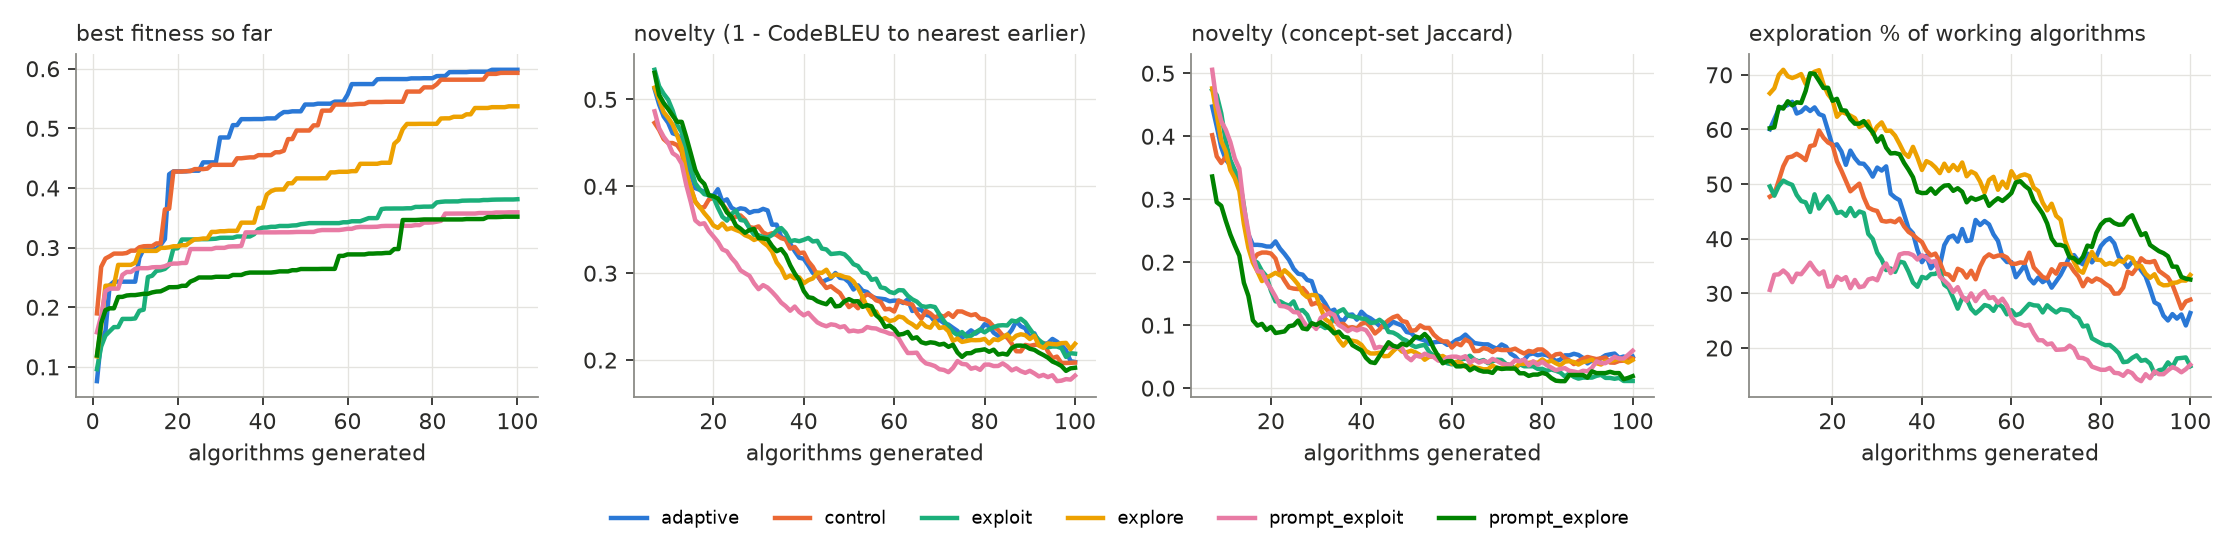 best fitness so far
0.6
0.5
0.4
0.3
0.2
0.1
0 20 40 60 80 100
algorithms generated
novelty (1 - CodeBLEU to nearest earlier)
0.5
0.4
0.3
0.2
20 40 60 80 100
algorithms generated
novelty (concept-set Jaccard)
0.5
0.4
0.3
0.2
0.1
0.0
20 40 60 80 100
algorithms generated
exploration % of working algorithms
70
60
50
40
30
20
20 40 60 80 100
algorithms generated
adaptive control exploit explore prompt_exploit prompt_explore